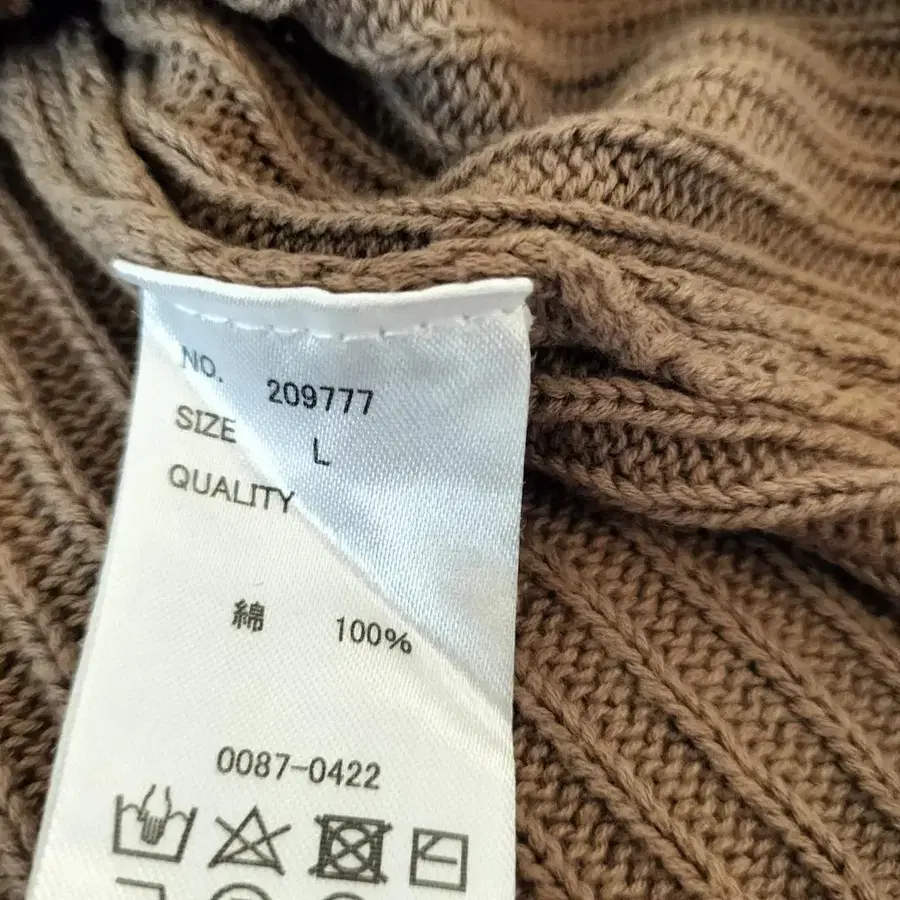 NO. 209777
SIZE L
QUALITY
綿 100%
0087-0422